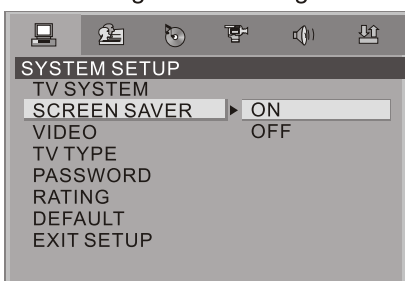 SYSTEM SETUP
TV SYSTEM
SCREEN SAVER ON
VIDEO OFF
TV TYPE
PASSWORD
RATING
DEFAULT
EXIT SETUP